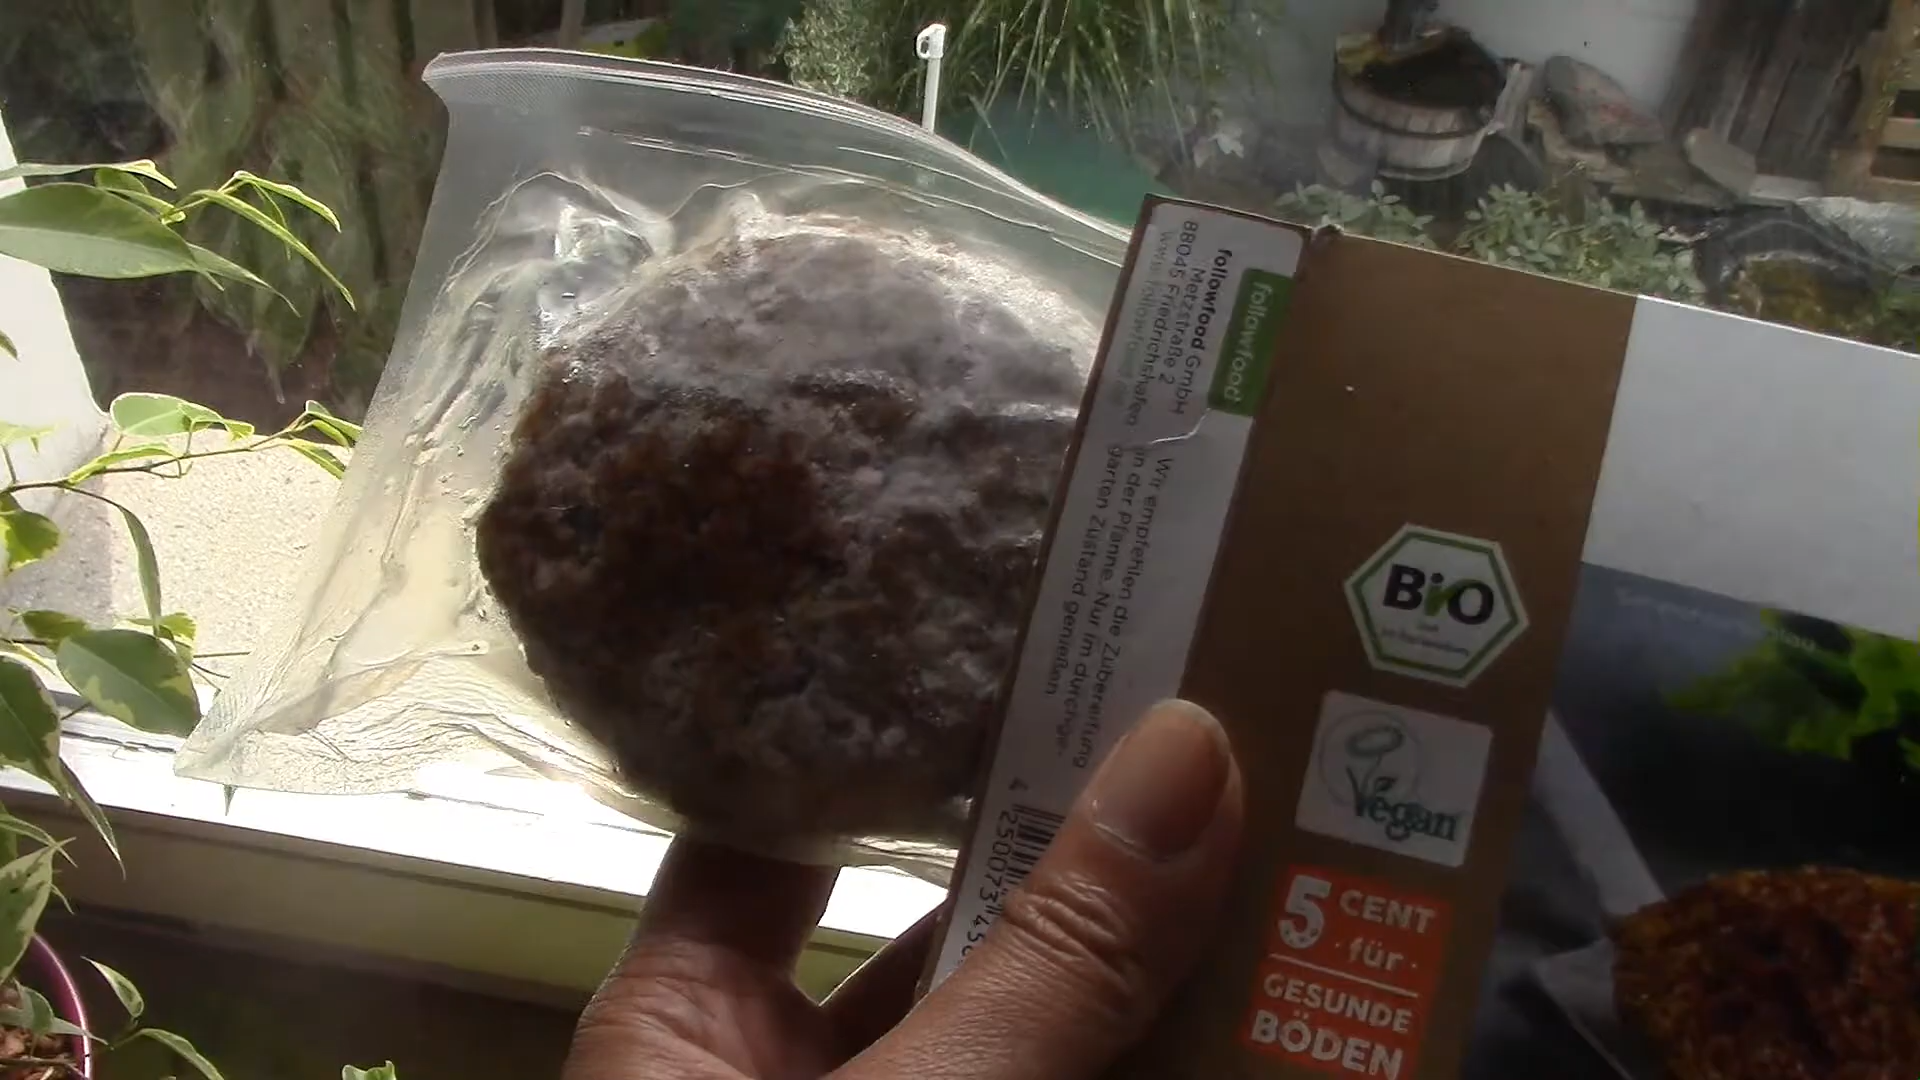 followfood GmbH
Metzstraße 2
88045 Friedrichshafen
followfood
Wir empfehlen die Zubereitung
in der Pfanne. Nur im durchge-
garten Zustand genießen.
BiO
Vegan
5 CENT
· für ·
GESUNDE
BÖDEN